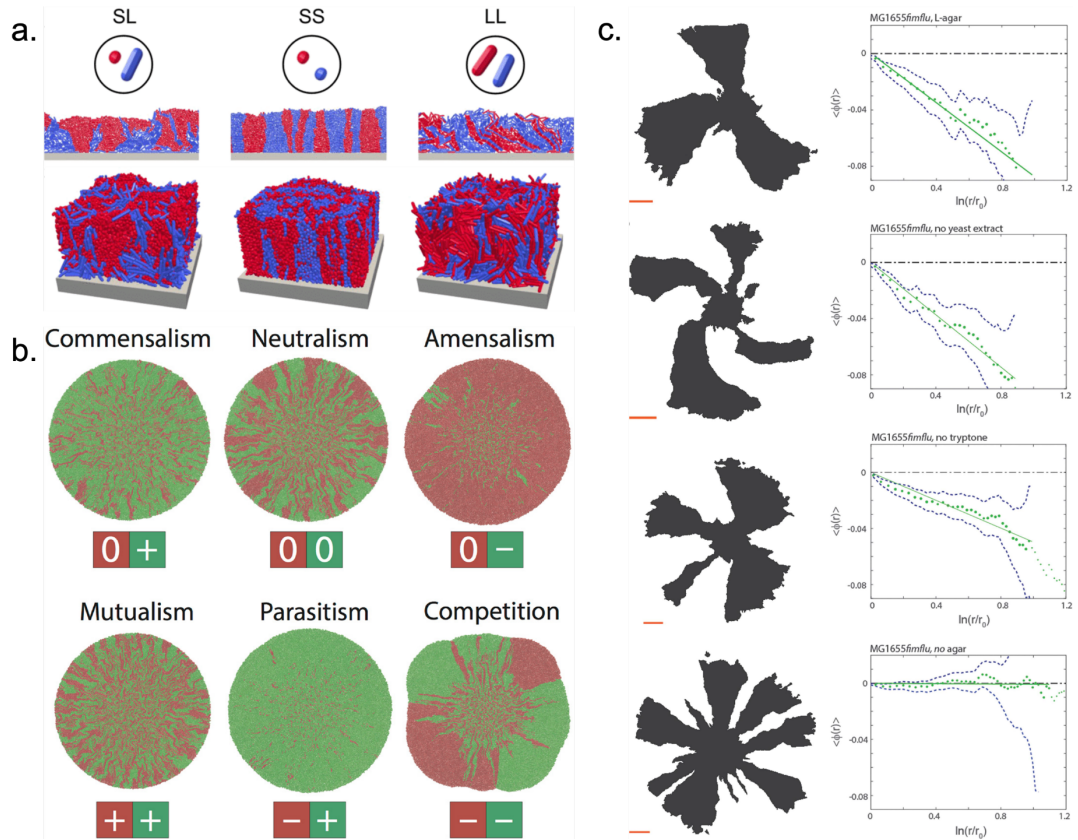 a.
SL
SS
LL
b.
Commensalism
Neutralism
Amensalism
0 +
0 0
0 −
Mutualism
Parasitism
Competition
+ +
− +
− −
c.
MG1655fimflu, L-agar
0
-0.04
-0.08
<ϕ(r)>
0 0.4 0.8 1.2
ln(r/r₀)
MG1655fimflu, no yeast extract
0
-0.04
-0.08
<ϕ(r)>
0 0.4 0.8 1.2
ln(r/r₀)
MG1655fimflu, no tryptone
0
-0.04
-0.08
<ϕ(r)>
0 0.4 0.8 1.2
ln(r/r₀)
MG1655fimflu, no agar
0
-0.04
-0.08
<ϕ(r)>
0 0.4 0.8 1.2
ln(r/r₀)